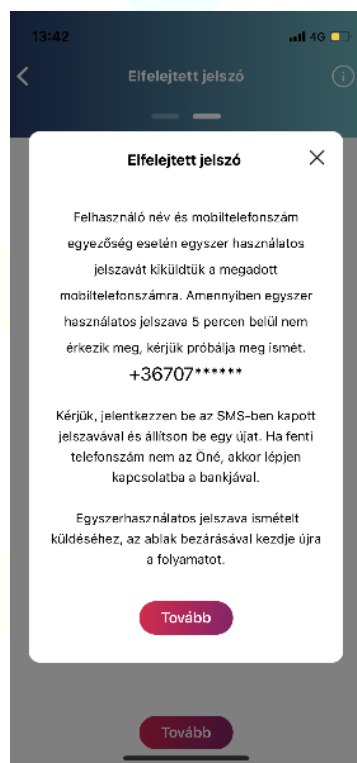 13:42
4G
Elfelejtett jelszó
Elfelejtett jelszó
Felhasználó név és mobiltelefonszám
egyezőség esetén egyszer használatos
jelszavát kiküldtük a megadott
mobiltelefonszámra. Amennyiben egyszer
használatos jelszava 5 percen belül nem
érkezik meg, kérjük próbálja meg ismét.
+36707******
Kérjük, jelentkezzen be az SMS-ben kapott
jelszavával és állítson be egy újat. Ha fenti
telefonszám nem az Öné, akkor lépjen
kapcsolatba a bankjával.
Egyszerhasználatos jelszava ismételt
küldéséhez, az ablak bezárásával kezdje újra
a folyamatot.
Tovább
Tovább